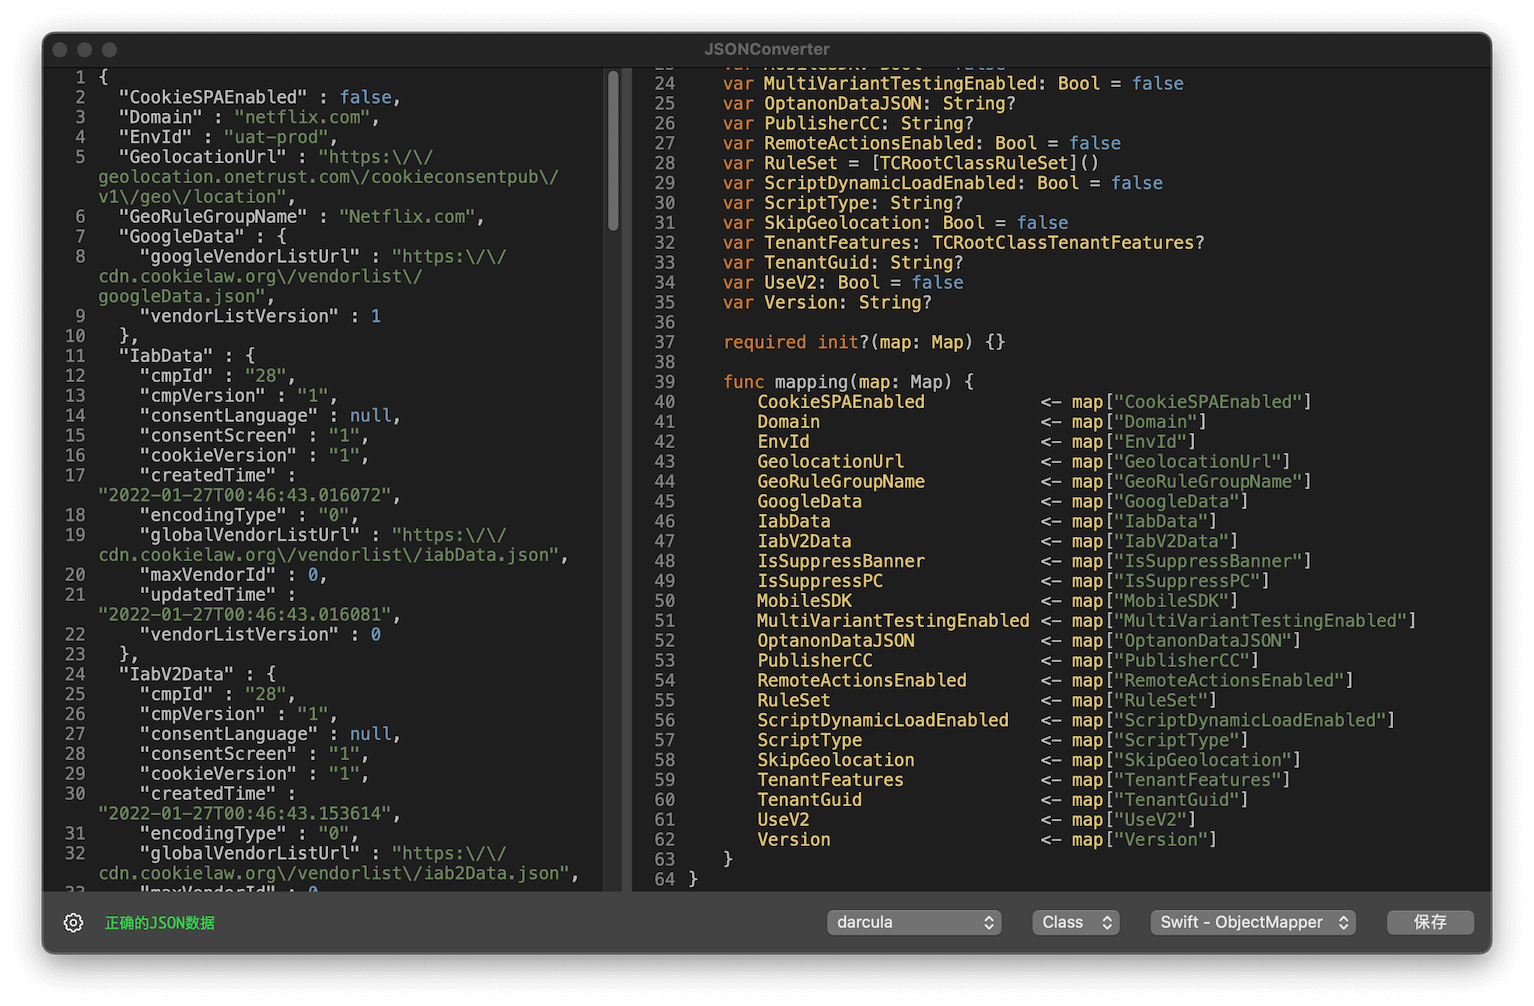 JSONConverter
1 {
2 "CookieSPAEnabled" : false,
3 "Domain" : "netflix.com",
4 "EnvId" : "uat-prod",
5 "GeolocationUrl" : "https:\/\/
geolocation.onetrust.com\/cookieconsentpub\/
v1\/geo\/location",
6 "GeoRuleGroupName" : "Netflix.com",
7 "GoogleData" : {
8 "googleVendorListUrl" : "https:\/\/
cdn.cookielaw.org\/vendorlist\/
googleData.json",
9 "vendorListVersion" : 1
10 },
11 "IabData" : {
12 "cmpId" : "28",
13 "cmpVersion" : "1",
14 "consentLanguage" : null,
15 "consentScreen" : "1",
16 "cookieVersion" : "1",
17 "createdTime" :
"2022-01-27T00:46:43.016072",
18 "encodingType" : "0",
19 "globalVendorListUrl" : "https:\/\/
cdn.cookielaw.org\/vendorlist\/iabData.json",
20 "maxVendorId" : 0,
21 "updatedTime" :
"2022-01-27T00:46:43.016081",
22 "vendorListVersion" : 0
23 },
24 "IabV2Data" : {
25 "cmpId" : "28",
26 "cmpVersion" : "1",
27 "consentLanguage" : null,
28 "consentScreen" : "1",
29 "cookieVersion" : "1",
30 "createdTime" :
"2022-01-27T00:46:43.153614",
31 "encodingType" : "0",
32 "globalVendorListUrl" : "https:\/\/
cdn.cookielaw.org\/vendorlist\/iab2Data.json",
33 "maxVendorId" : 0
23 var MobileSDK: Bool = false
24 var MultiVariantTestingEnabled: Bool = false
25 var OptanonDataJSON: String?
26 var PublisherCC: String?
27 var RemoteActionsEnabled: Bool = false
28 var RuleSet = [TCRootClassRuleSet]()
29 var ScriptDynamicLoadEnabled: Bool = false
30 var ScriptType: String?
31 var SkipGeolocation: Bool = false
32 var TenantFeatures: TCRootClassTenantFeatures?
33 var TenantGuid: String?
34 var UseV2: Bool = false
35 var Version: String?
36
37 required init?(map: Map) {}
38
39 func mapping(map: Map) {
40 CookieSPAEnabled <- map["CookieSPAEnabled"]
41 Domain <- map["Domain"]
42 EnvId <- map["EnvId"]
43 GeolocationUrl <- map["GeolocationUrl"]
44 GeoRuleGroupName <- map["GeoRuleGroupName"]
45 GoogleData <- map["GoogleData"]
46 IabData <- map["IabData"]
47 IabV2Data <- map["IabV2Data"]
48 IsSuppressBanner <- map["IsSuppressBanner"]
49 IsSuppressPC <- map["IsSuppressPC"]
50 MobileSDK <- map["MobileSDK"]
51 MultiVariantTestingEnabled <- map["MultiVariantTestingEnabled"]
52 OptanonDataJSON <- map["OptanonDataJSON"]
53 PublisherCC <- map["PublisherCC"]
54 RemoteActionsEnabled <- map["RemoteActionsEnabled"]
55 RuleSet <- map["RuleSet"]
56 ScriptDynamicLoadEnabled <- map["ScriptDynamicLoadEnabled"]
57 ScriptType <- map["ScriptType"]
58 SkipGeolocation <- map["SkipGeolocation"]
59 TenantFeatures <- map["TenantFeatures"]
60 TenantGuid <- map["TenantGuid"]
61 UseV2 <- map["UseV2"]
62 Version <- map["Version"]
63 }
64 }
正确的JSON数据
darcula
Class
Swift - ObjectMapper
保存